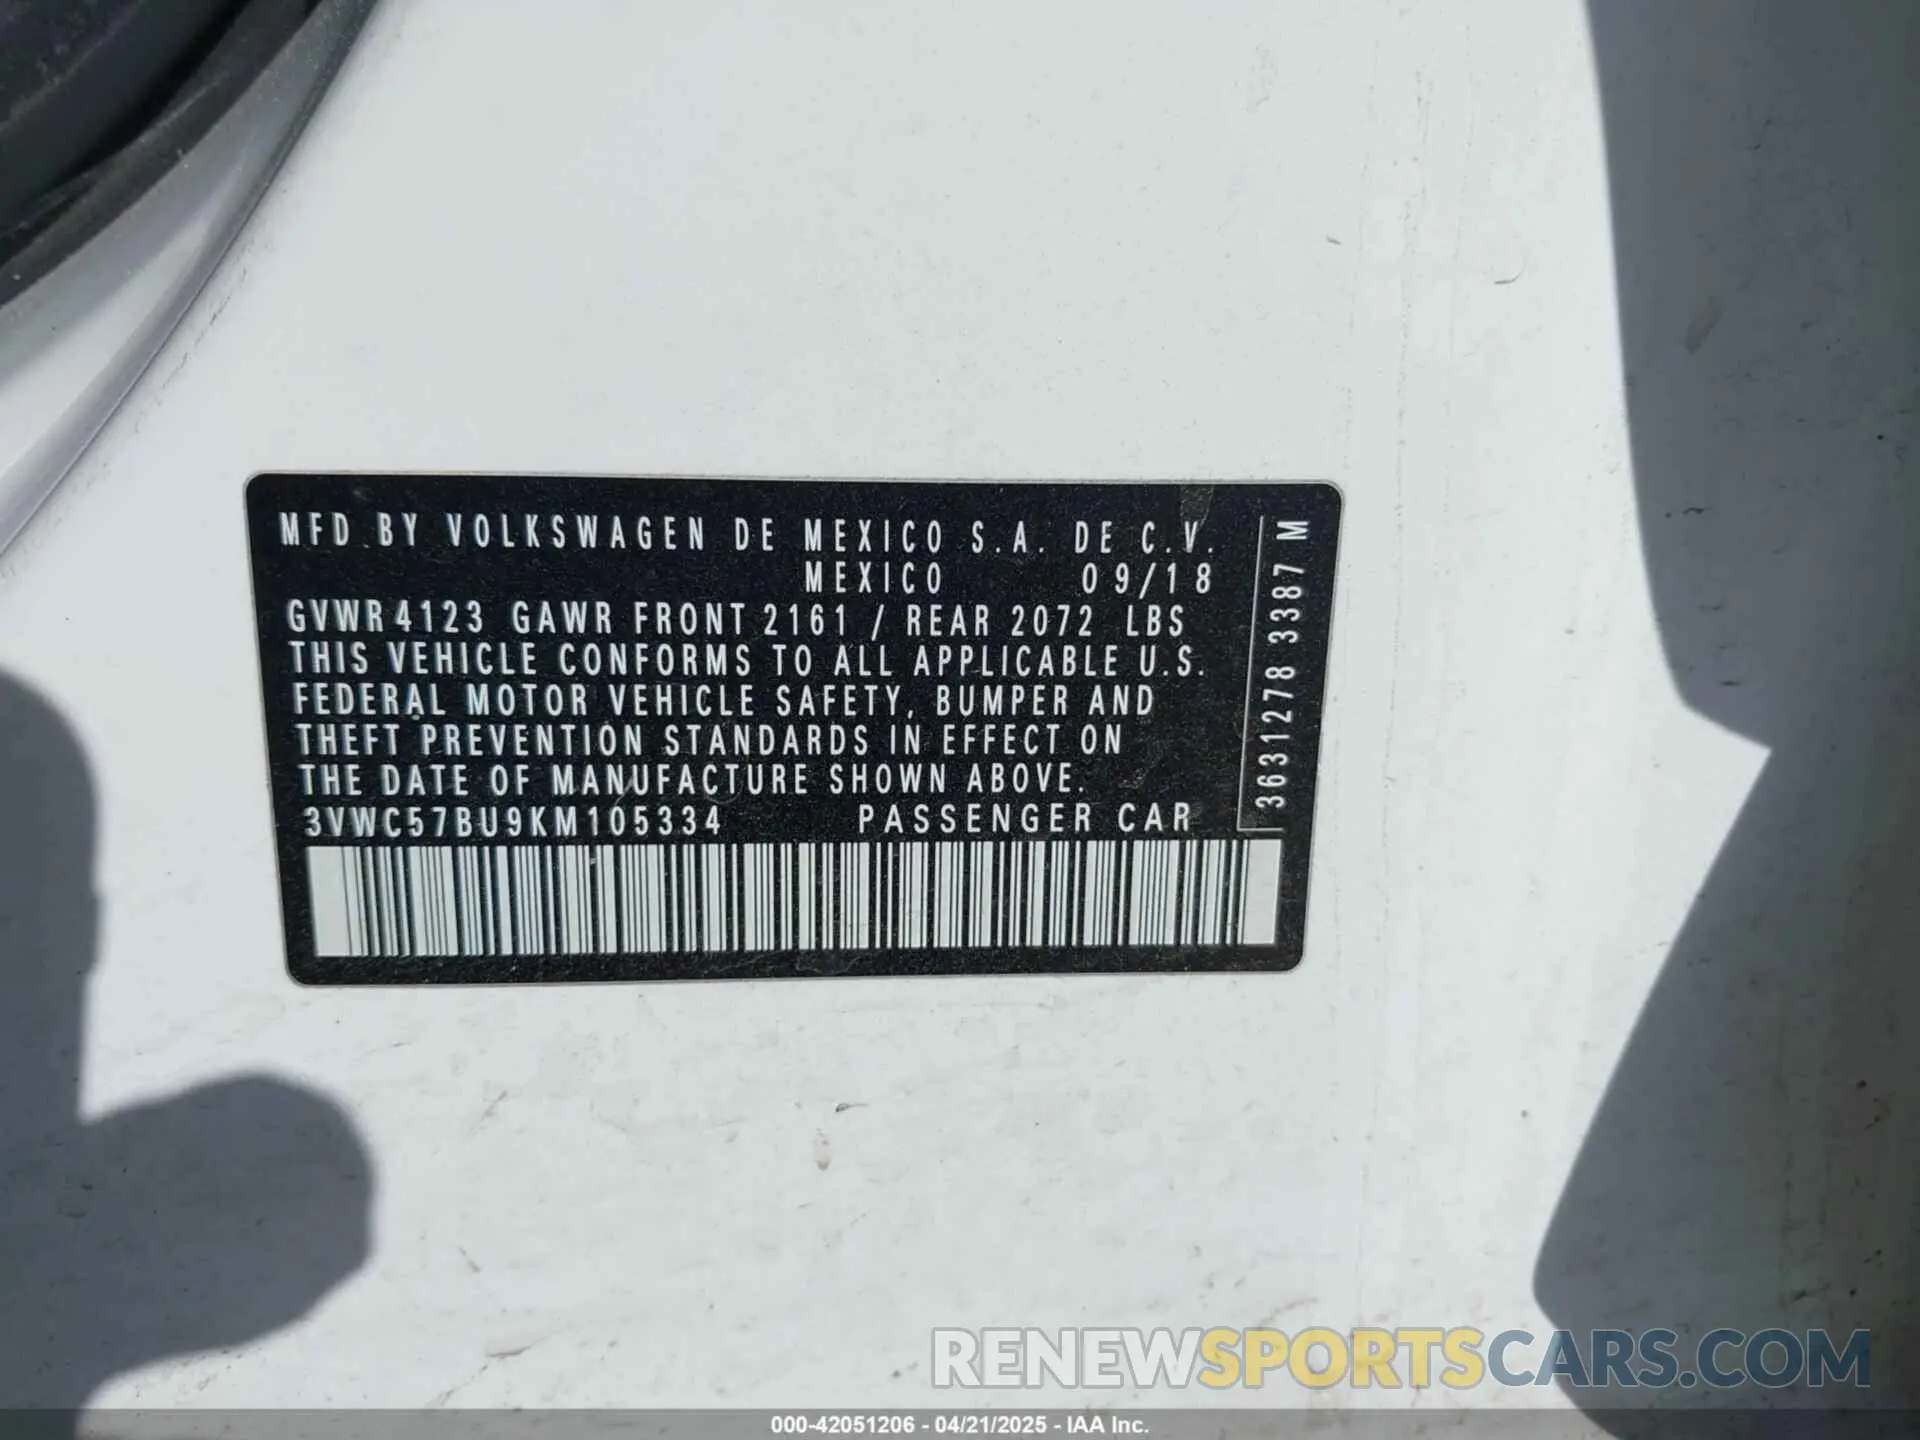 MFD BY VOLKSWAGEN DE MEXICO S.A. DE C.V.
MEXICO 09/18
GVWR 4123 GAWR FRONT 2161 / REAR 2072 LBS
THIS VEHICLE CONFORMS TO ALL APPLICABLE U.S.
FEDERAL MOTOR VEHICLE SAFETY, BUMPER AND
THEFT PREVENTION STANDARDS IN EFFECT ON
THE DATE OF MANUFACTURE SHOWN ABOVE.
3VWC57BU9KM105334 PASSENGER CAR
3631278 3387 M
RENEWSPORTSCARS.COM
000-42051206 - 04/21/2025 - IAA Inc.